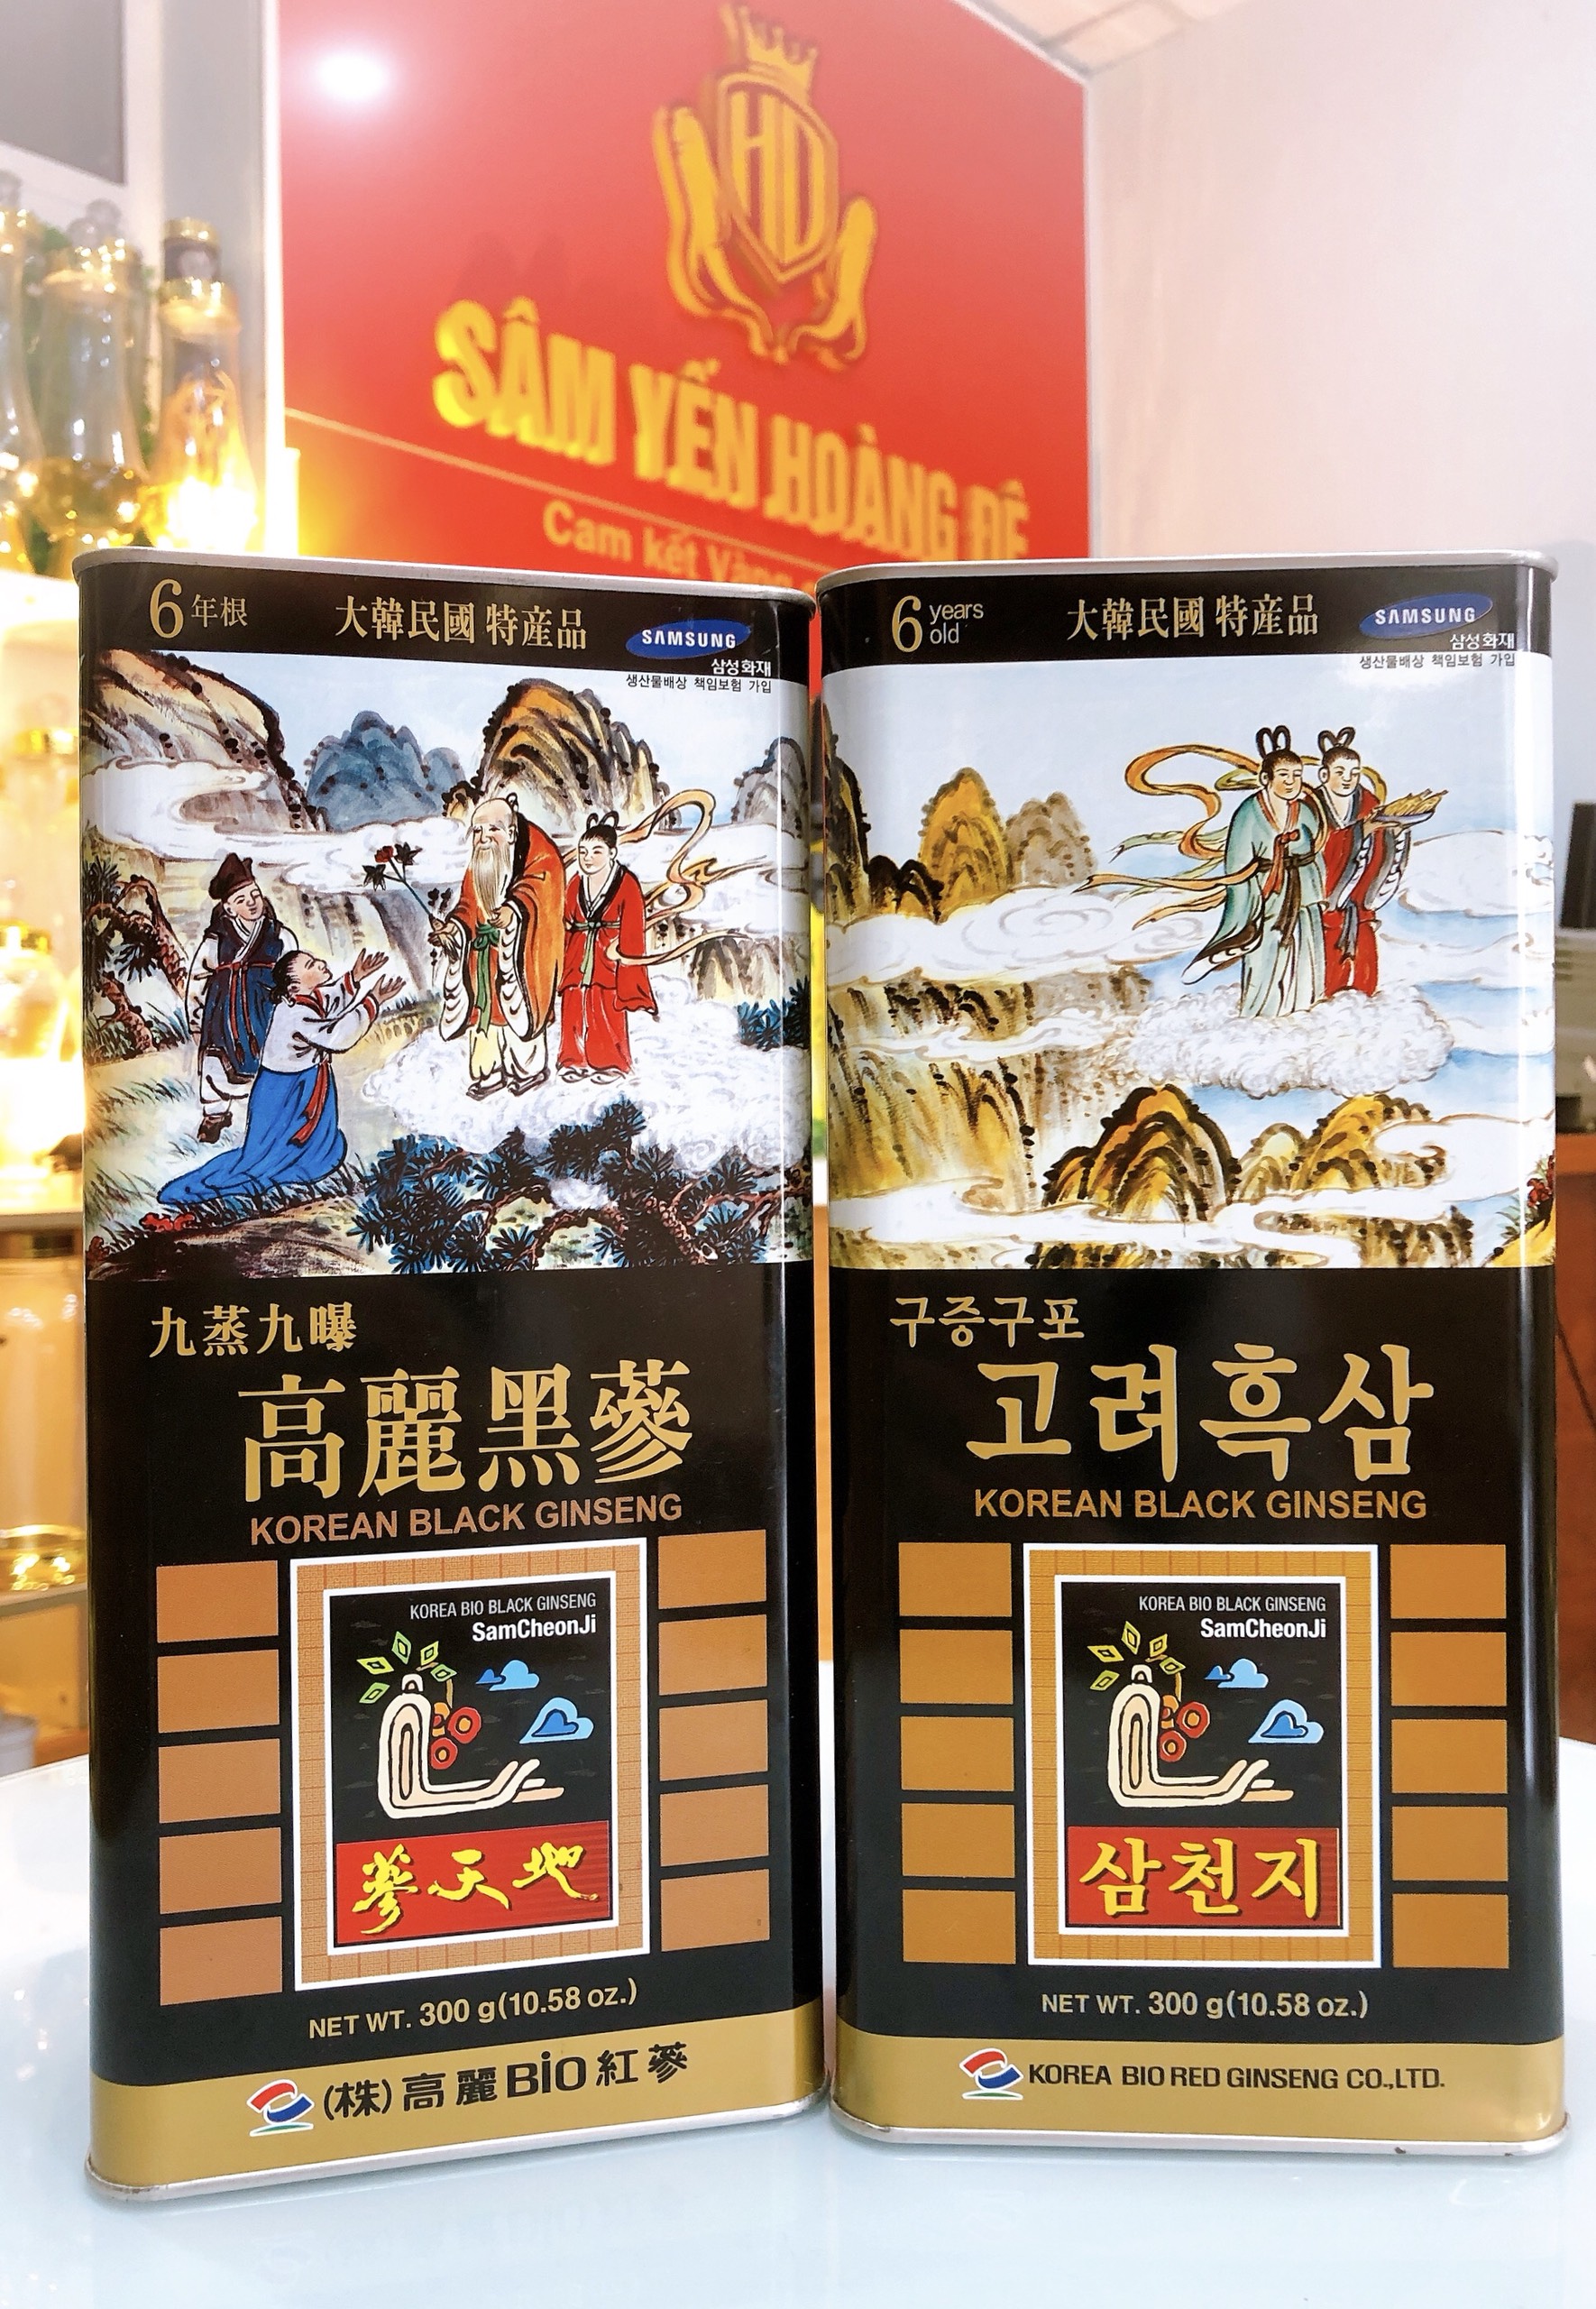 HD
SÂM YẾN HOÀNG ĐẾ
Cam kết Vàng
6年根
大韓民國 特産品
SAMSUNG
삼성화재
생산물배상 책임보험 가입
九蒸九曝
高麗黑蔘
KOREAN BLACK GINSENG
KOREA BIO BLACK GINSENG
SamCheonJi
蔘天地
NET WT. 300 g(10.58 oz.)
(株)高麗BiO紅蔘
6 years old
大韓民國 特産品
SAMSUNG
삼성화재
생산물배상 책임보험 가입
구증구포
고려흑삼
KOREAN BLACK GINSENG
KOREA BIO BLACK GINSENG
SamCheonJi
삼천지
NET WT. 300 g(10.58 oz.)
KOREA BIO RED GINSENG CO.,LTD.